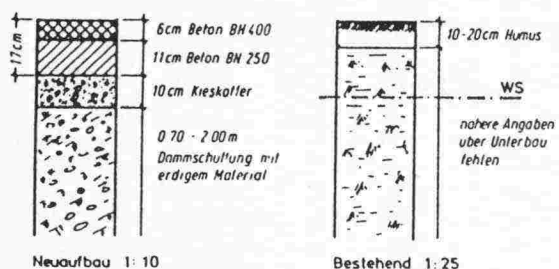 17cm
6cm Beton BH 400
11cm Beton BH 250
10cm Kieskoffer
0.70 - 2.00m
Dammschuttung mit
erdigem Material
Neuaufbau 1:10
10-20cm Humus
WS
nahere Angaben
uber Unterbau
fehlen
Bestehend 1:25